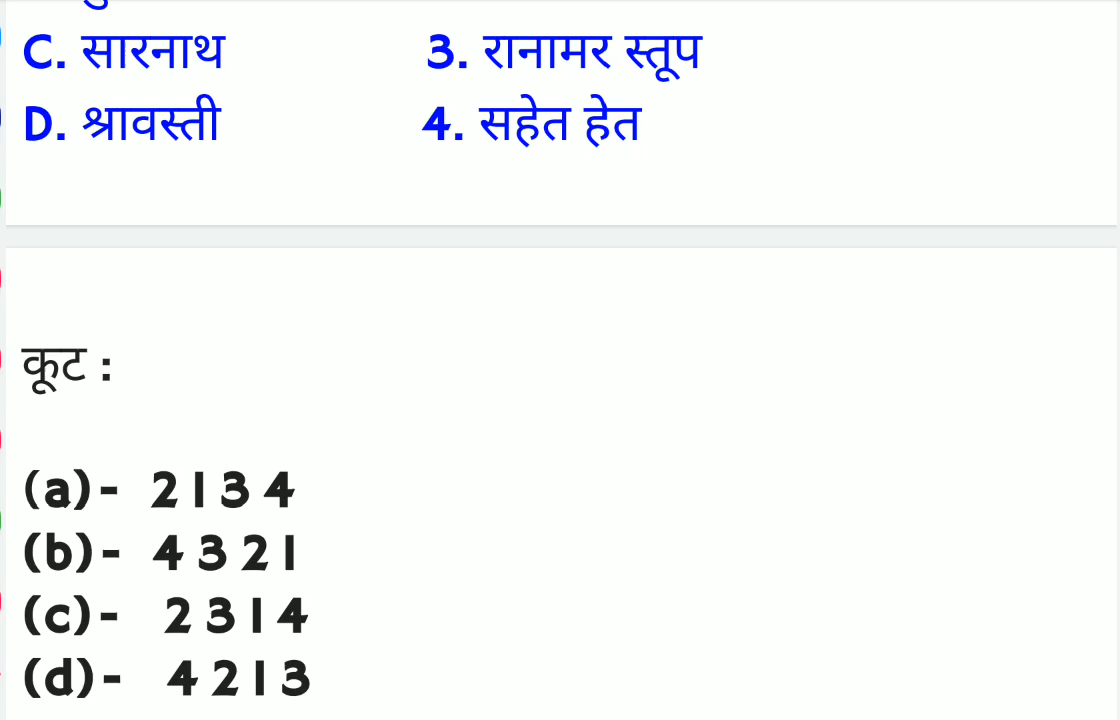 C. सारनाथ 3. रानामर स्तूप
D. श्रावस्ती 4. सहेत हेत
कूट :
(a)- 2 1 3 4
(b)- 4 3 2 1
(c)- 2 3 1 4
(d)- 4 2 1 3